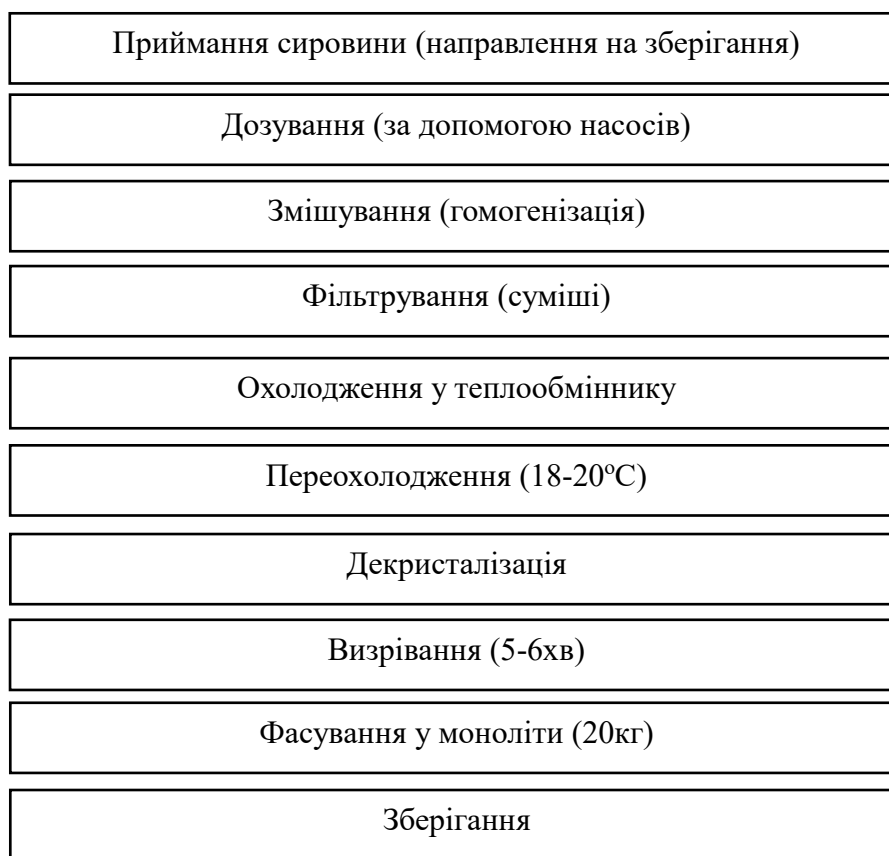 Приймання сировини (направлення на зберігання)
Дозування (за допомогою насосів)
Змішування (гомогенізація)
Фільтрування (суміші)
Охолодження у теплообміннику
Переохолодження (18-20ºС)
Декристалізація
Визрівання (5-6хв)
Фасування у моноліти (20кг)
Зберігання